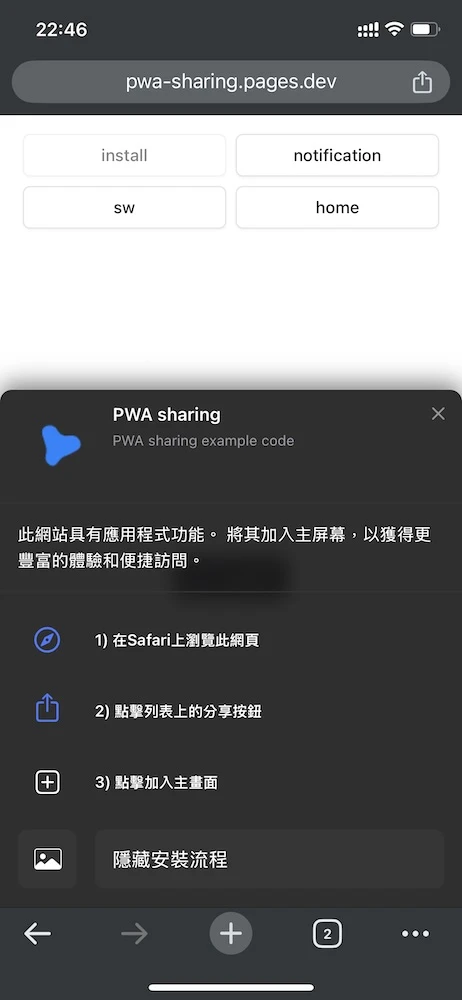 22:46
pwa-sharing.pages.dev
install
notification
sw
home
PWA sharing
PWA sharing example code
此網站具有應用程式功能。 將其加入主屏幕，以獲得更
豐富的體驗和便捷訪問。
1) 在Safari上瀏覽此網頁
2) 點擊列表上的分享按鈕
3) 點擊加入主畫面
隱藏安裝流程
2